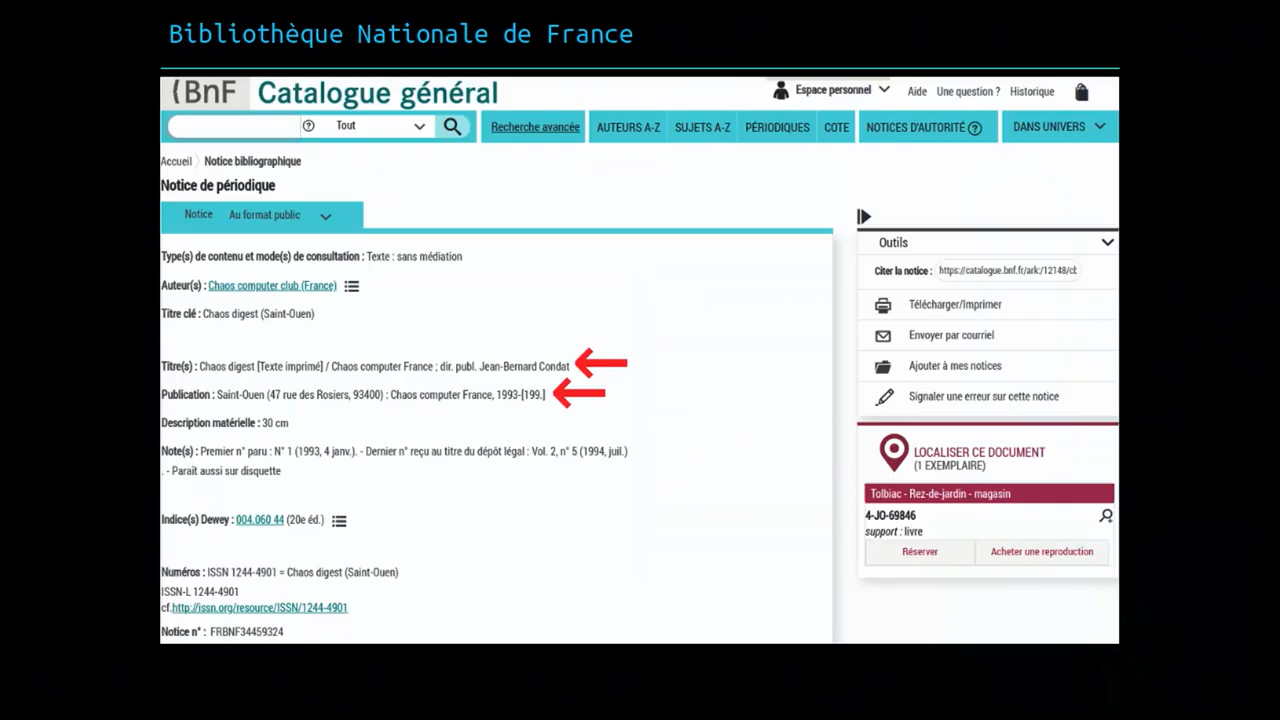 Bibliothèque Nationale de France
(BnF Catalogue général
Espace personnel Aide Une question ? Historique
Tout Recherche avancée AUTEURS A-Z SUJETS A-Z PÉRIODIQUES COTE NOTICES D'AUTORITÉ ? DANS UNIVERS
Accueil Notice bibliographique
Notice de périodique
Notice Au format public
Type(s) de contenu et mode(s) de consultation : Texte : sans médiation
Auteur(s) : Chaos computer club (France)
Titre clé : Chaos digest (Saint-Ouen)
Titre(s) : Chaos digest [Texte imprimé] / Chaos computer France ; dir. publ. Jean-Bernard Condat
Publication : Saint-Ouen (47 rue des Rosiers, 93400) : Chaos computer France, 1993-[199.]
Description matérielle : 30 cm
Note(s) : Premier n° paru : N° 1 (1993, 4 janv.). - Dernier n° reçu au titre du dépôt légal : Vol. 2, n° 5 (1994, juil.)
. - Paraît aussi sur disquette
Indice(s) Dewey : 004.060 44 (20e éd.)
Numéros : ISSN 1244-4901 = Chaos digest (Saint-Ouen)
ISSN-L 1244-4901
cf.http://issn.org/resource/ISSN/1244-4901
Notice n° : FRBNF34459324
Outils
Citer la notice : https://catalogue.bnf.fr/ark:/12148/cb
Télécharger/Imprimer
Envoyer par courriel
Ajouter à mes notices
Signaler une erreur sur cette notice
LOCALISER CE DOCUMENT
(1 EXEMPLAIRE)
Tolbiac - Rez-de-jardin - magasin
4-JO-69846
support : livre
Réserver Acheter une reproduction